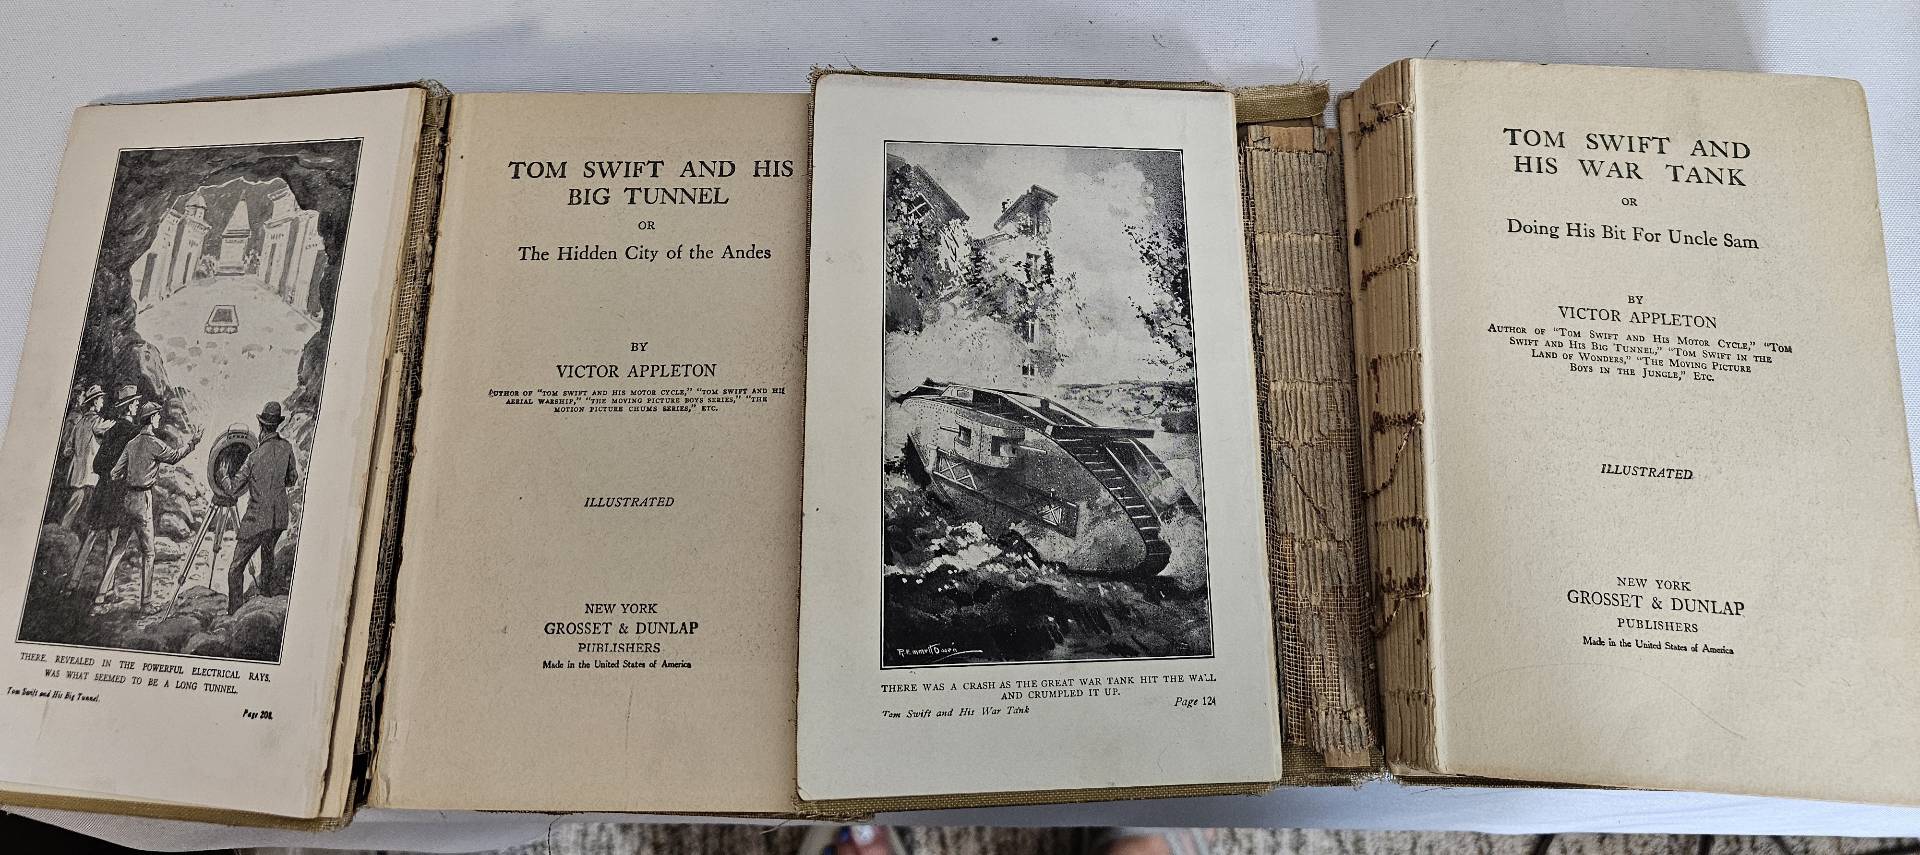 THERE, REVEALED IN THE POWERFUL ELECTRICAL RAYS,
WAS WHAT SEEMED TO BE A LONG TUNNEL.
Tom Swift and His Big Tunnel.
Page 208.
TOM SWIFT AND HIS
BIG TUNNEL
OR
The Hidden City of the Andes
BY
VICTOR APPLETON
AUTHOR OF "TOM SWIFT AND HIS MOTOR CYCLE," "TOM SWIFT AND HIS
AERIAL WARSHIP," "THE MOVING PICTURE BOYS SERIES," "THE
MOTION PICTURE CHUMS SERIES," ETC.
ILLUSTRATED
NEW YORK
GROSSET & DUNLAP
PUBLISHERS
Made in the United States of America
R. Emmett Owen
THERE WAS A CRASH AS THE GREAT WAR TANK HIT THE WALL
AND CRUMPLED IT UP.
Tom Swift and His War Tank
Page 124
TOM SWIFT AND
HIS WAR TANK
OR
Doing His Bit For Uncle Sam
BY
VICTOR APPLETON
AUTHOR OF "TOM SWIFT AND HIS MOTOR CYCLE," "TOM
SWIFT AND HIS BIG TUNNEL," "TOM SWIFT IN THE
LAND OF WONDERS," "THE MOVING PICTURE
BOYS IN THE JUNGLE," ETC.
ILLUSTRATED
NEW YORK
GROSSET & DUNLAP
PUBLISHERS
Made in the United States of America